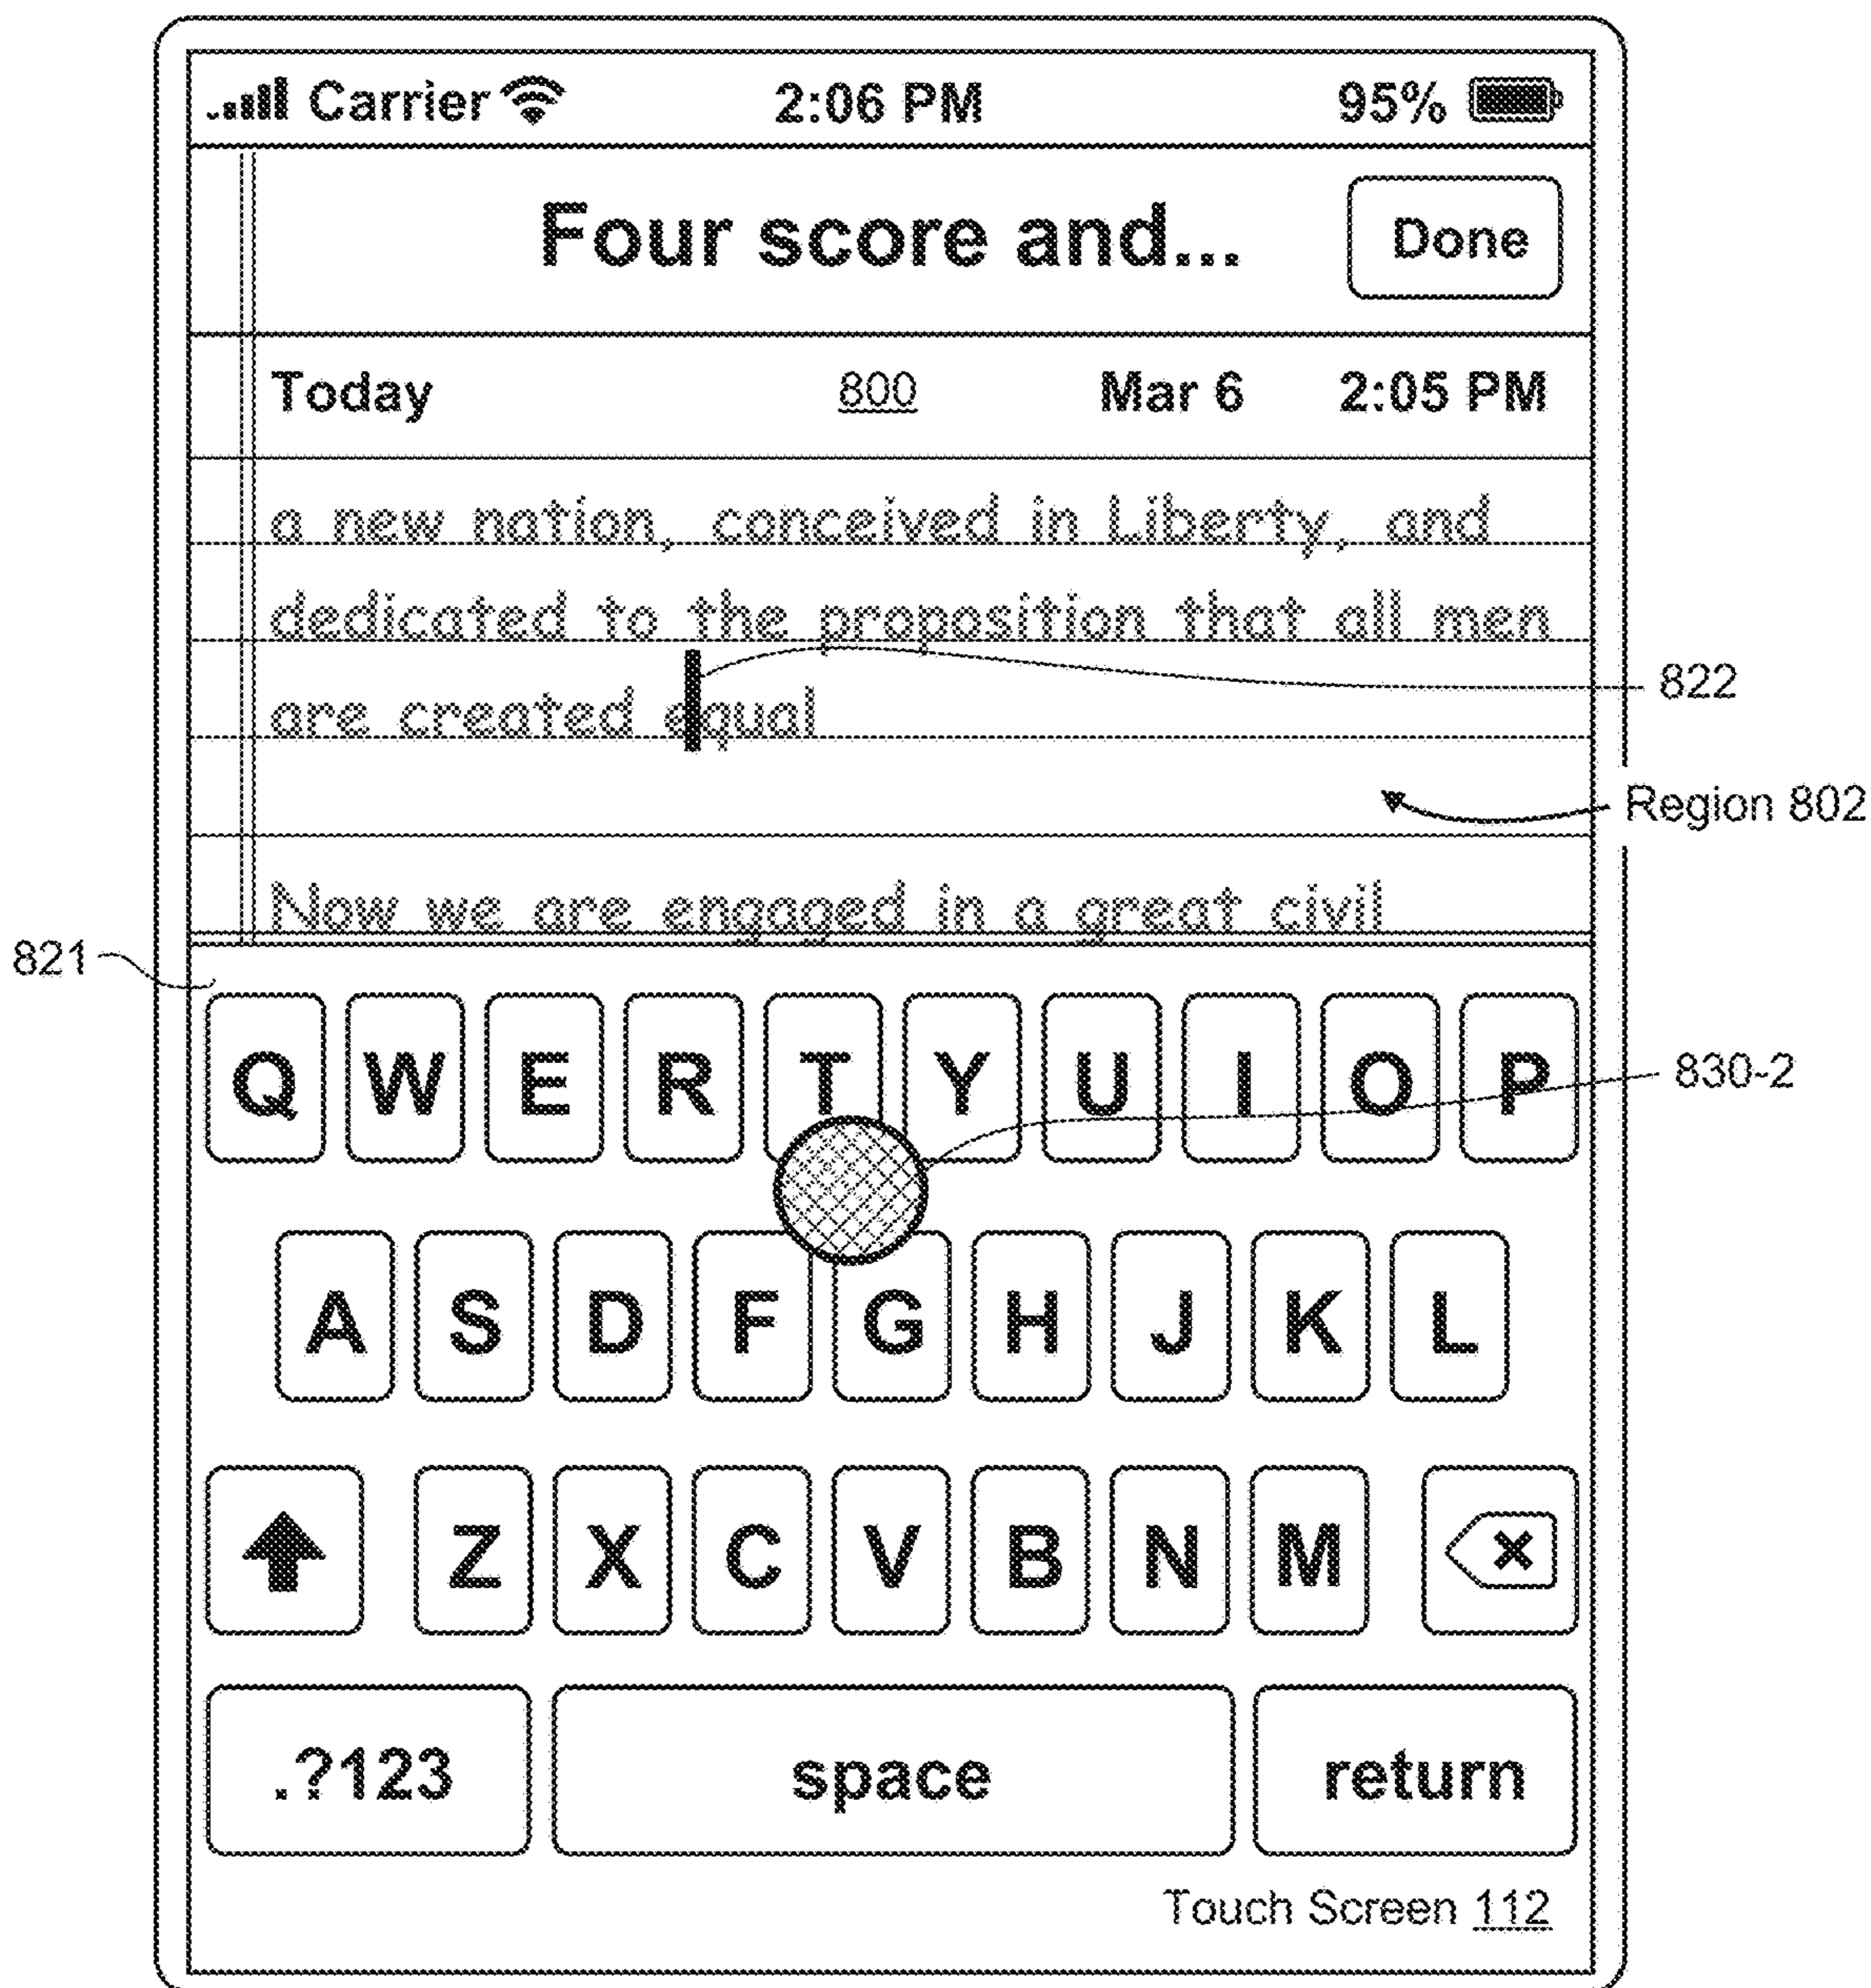 Carrier 2:06 PM 95%
Four score and... Done
Today 800 Mar 6 2:05 PM
a new nation, conceived in Liberty, and
dedicated to the proposition that all men
822
are created equal
Region 802
Now we are engaged in a great civil
821
Q W E R T Y U I O P
830-2
A S D F G H J K L
Z X C V B N M
.?123 space return
Touch Screen 112